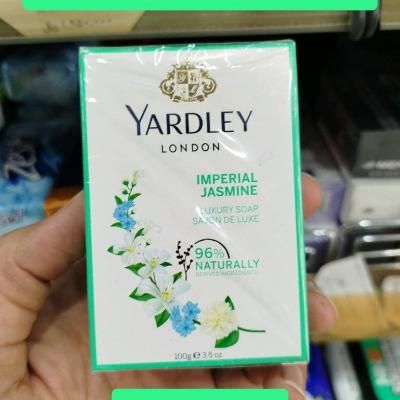 YARDLEY
LONDON
IMPERIAL
JASMINE
LUXURY SOAP
SAVON DE LUXE
96%
NATURALLY
DERIVED INGREDIENTS
100g ℮ 3.5 oz